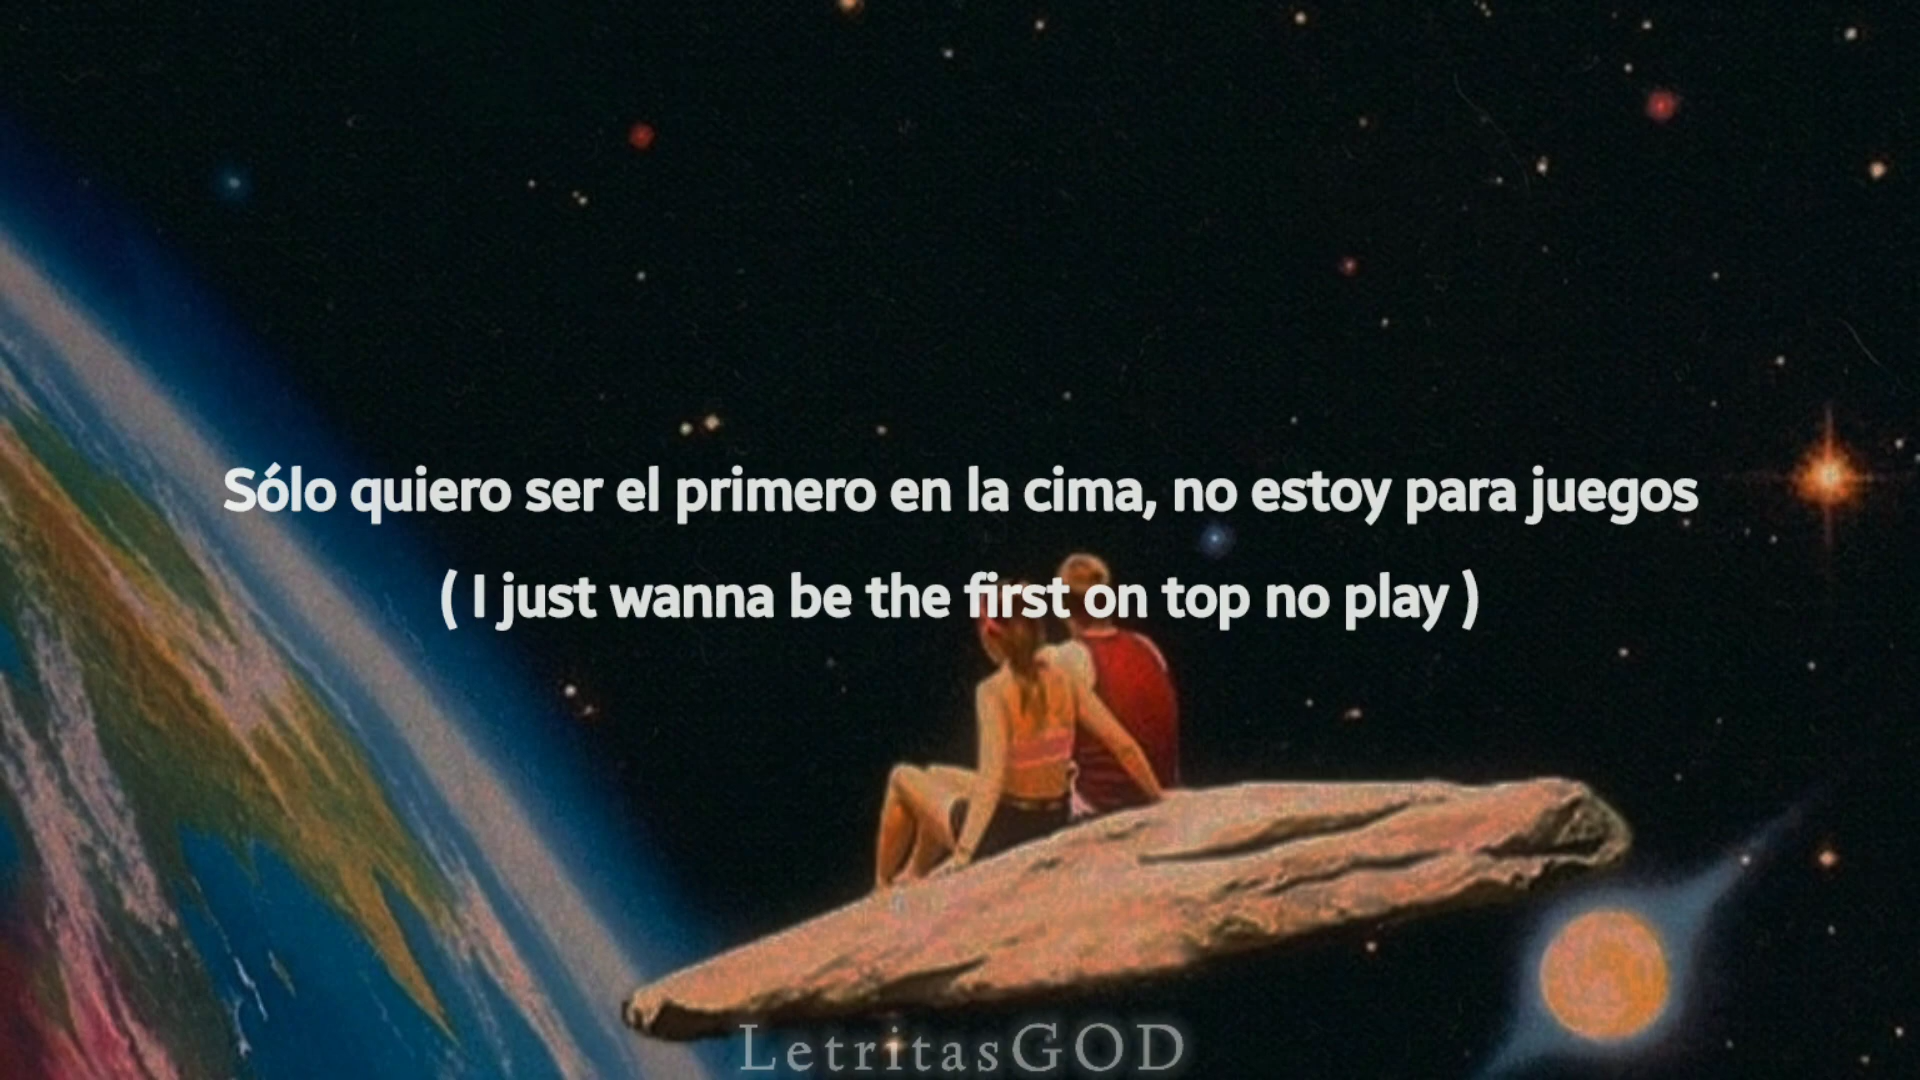 Sólo quiero ser el primero en la cima, no estoy para juegos
( I just wanna be the first on top no play )
LetritasGOD